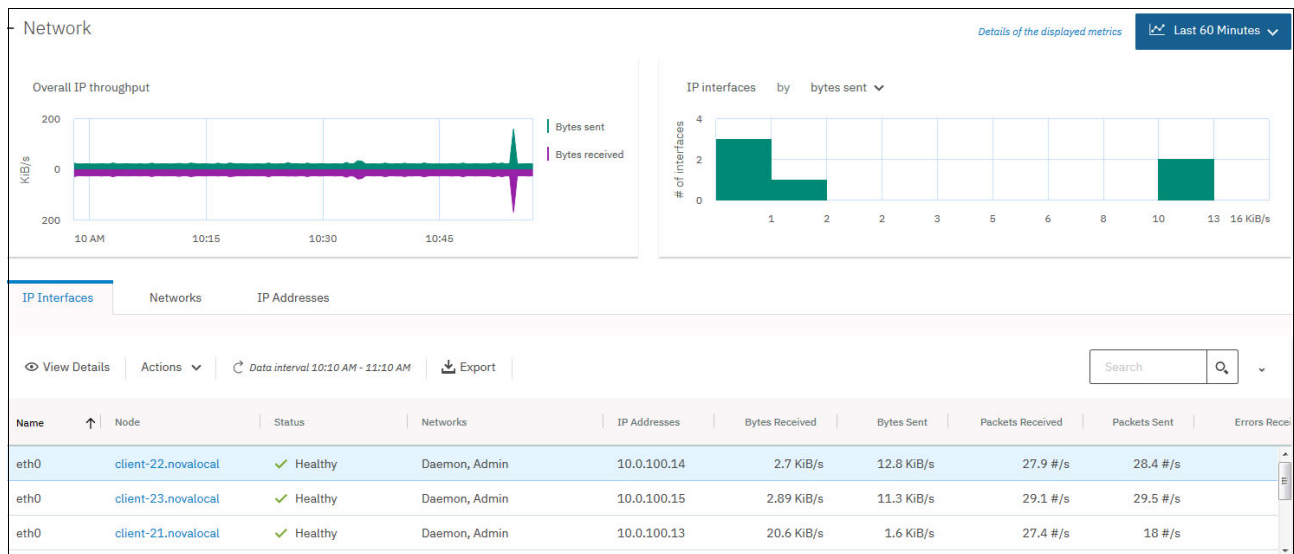 Network
Details of the displayed metrics
Last 60 Minutes
Overall IP throughput
200
0
200
KiB/s
10 AM 10:15 10:30 10:45
Bytes sent
Bytes received
IP interfaces by bytes sent
4
2
0
# of interfaces
1 2 2 3 5 6 8 10 13 16 KiB/s
IP Interfaces Networks IP Addresses
View Details Actions Data interval 10:10 AM - 11:10 AM Export Search
Name Node Status Networks IP Addresses Bytes Received Bytes Sent Packets Received Packets Sent Errors Recei
eth0 client-22.novalocal Healthy Daemon, Admin 10.0.100.14 2.7 KiB/s 12.8 KiB/s 27.9 #/s 28.4 #/s
eth0 client-23.novalocal Healthy Daemon, Admin 10.0.100.15 2.89 KiB/s 11.3 KiB/s 29.1 #/s 29.5 #/s
eth0 client-21.novalocal Healthy Daemon, Admin 10.0.100.13 20.6 KiB/s 1.6 KiB/s 27.4 #/s 18 #/s